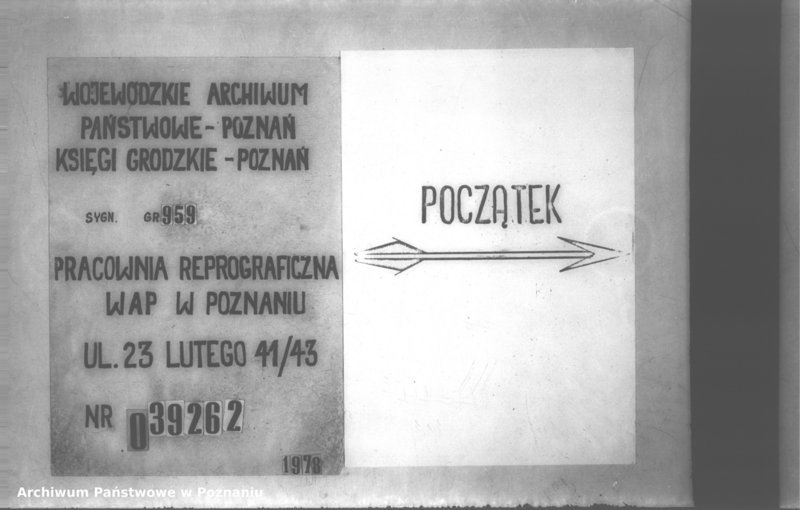 WOJEWÓDZKIE ARCHIWUM
PAŃSTWOWE - POZNAŃ
KSIĘGI GRODZKIE - POZNAŃ
SYGN. GR 959
PRACOWNIA REPROGRAFICZNA
WAP W POZNANIU
UL. 23 LUTEGO 41/43
NR 039262
1978
POCZĄTEK
Archiwum Państwowe w Poznaniu